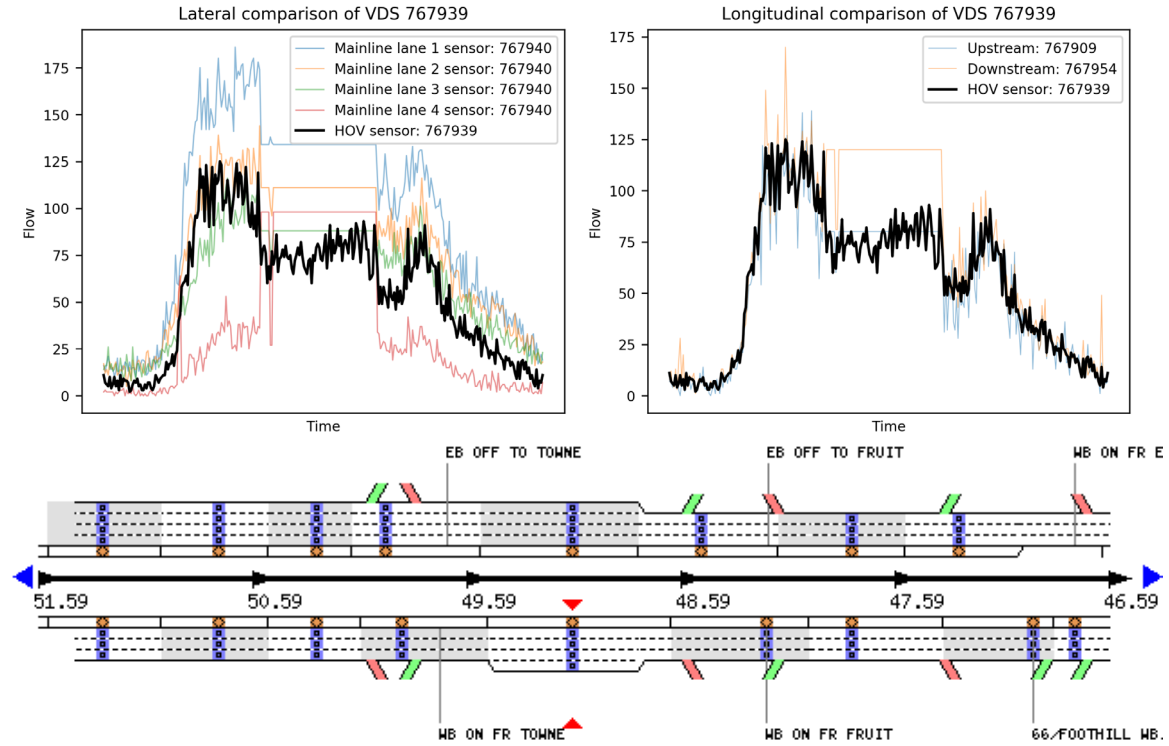 Lateral comparison of VDS 767939
175
150
125
100
75
50
25
0
Flow
Time
Mainline lane 1 sensor: 767940
Mainline lane 2 sensor: 767940
Mainline lane 3 sensor: 767940
Mainline lane 4 sensor: 767940
HOV sensor: 767939
Longitudinal comparison of VDS 767939
175
150
125
100
75
50
25
0
Flow
Time
Upstream: 767909
Downstream: 767954
HOV sensor: 767939
EB OFF TO TOWNE
EB OFF TO FRUIT
WB ON FR E
51.59
50.59
49.59
48.59
47.59
46.59
WB ON FR TOWNE
WB ON FR FRUIT
66/FOOTHILL WB.